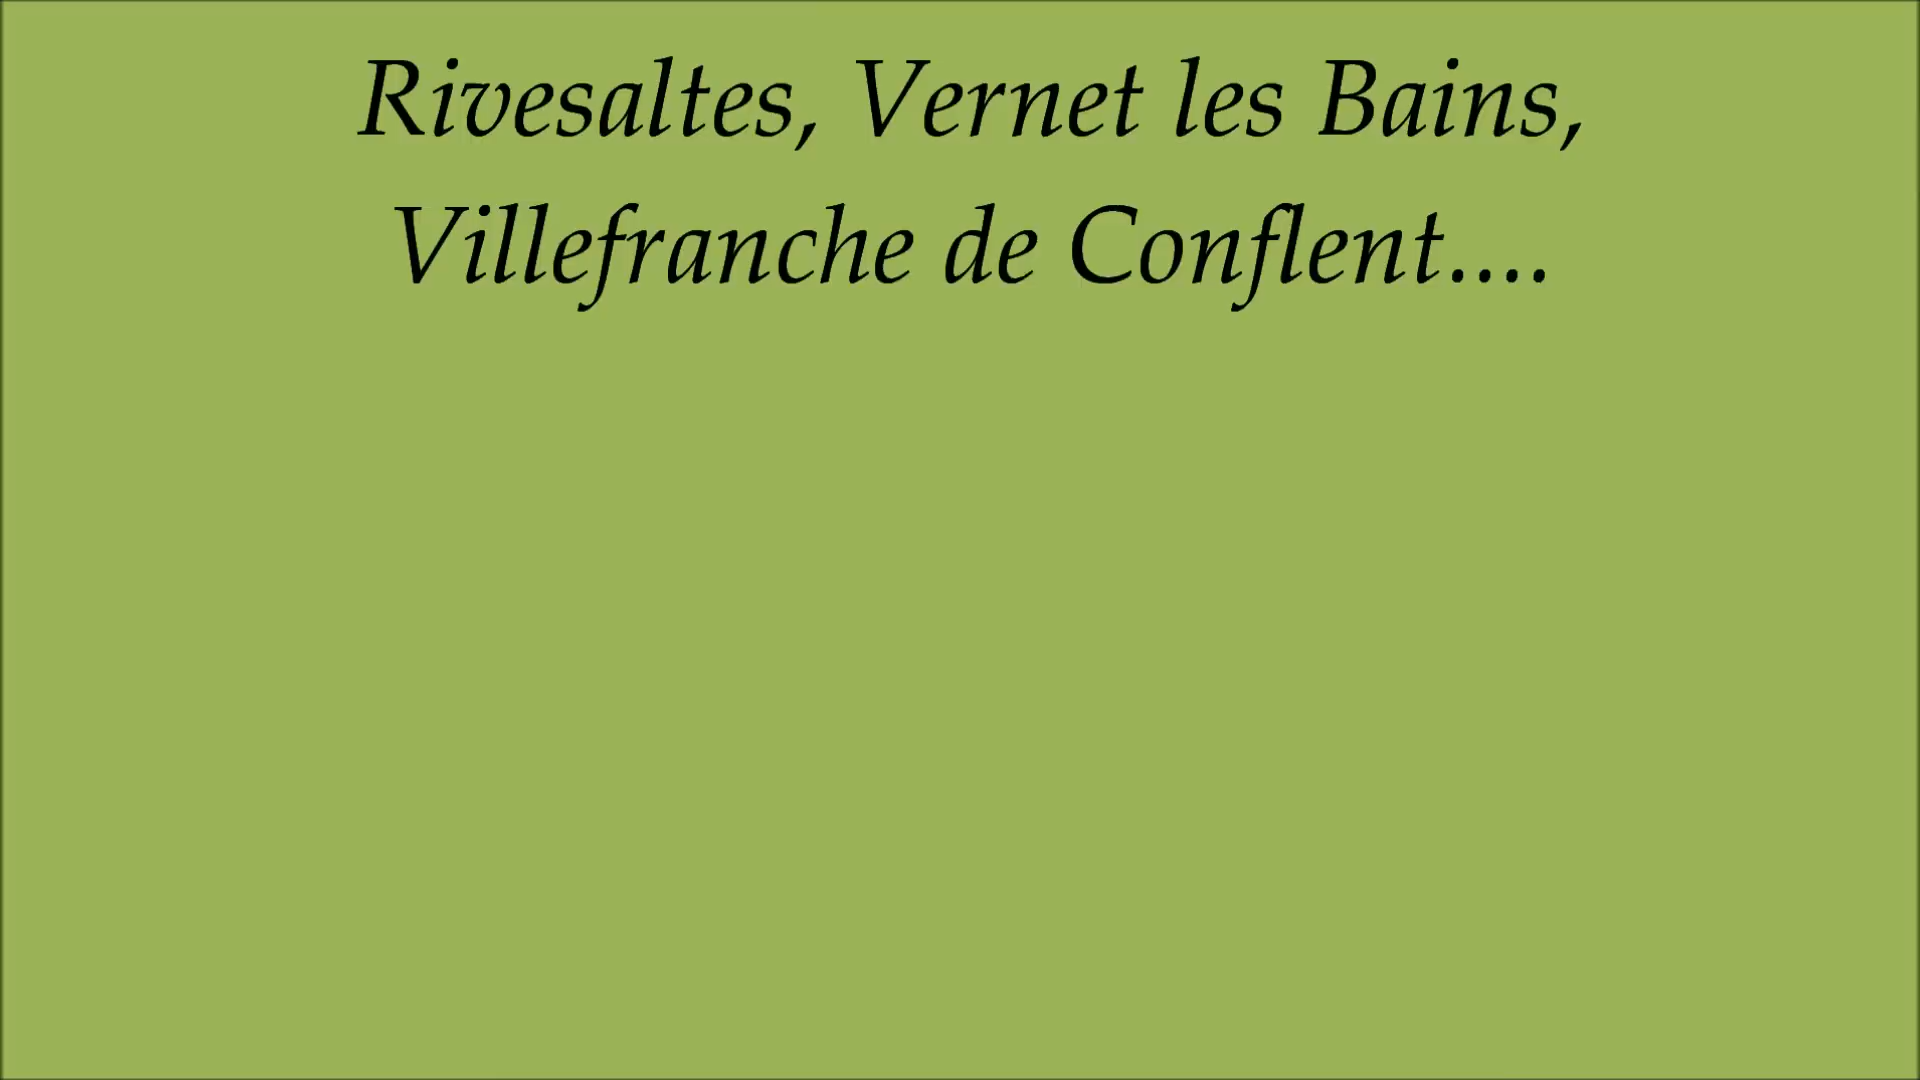 Rivesaltes, Vernet les Bains,
Villefranche de Conflent....